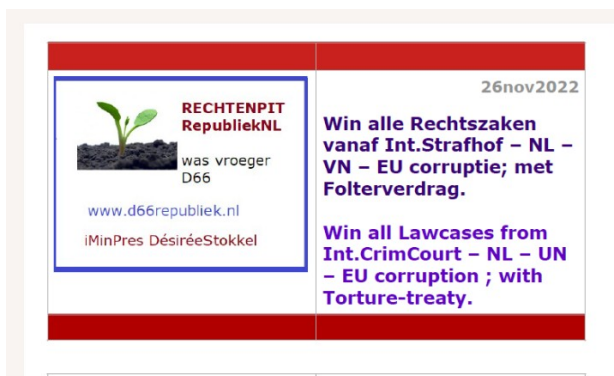 RECHTENPIT
RepubliekNL
was vroeger
D66
www.d66republiek.nl
iMinPres DésiréeStokkel
26nov2022
Win alle Rechtszaken
vanaf Int.Strafhof – NL –
VN – EU corruptie; met
Folterverdrag.
Win all Lawcases from
Int.CrimCourt – NL – UN
– EU corruption ; with
Torture-treaty.